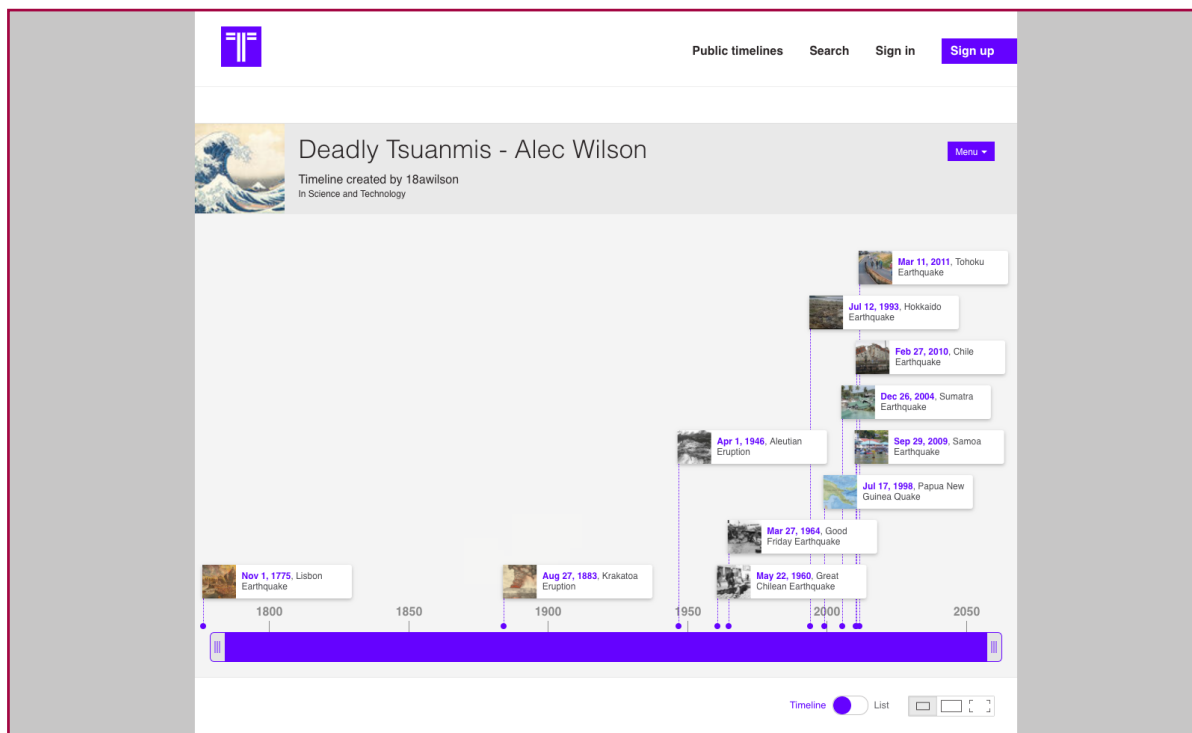 Public timelines Search Sign in Sign up
Deadly Tsuanmis - Alec Wilson
Menu
Timeline created by 18awilson
In Science and Technology
Mar 11, 2011, Tohoku
Earthquake
Jul 12, 1993, Hokkaido
Earthquake
Feb 27, 2010, Chile
Earthquake
Dec 26, 2004, Sumatra
Earthquake
Apr 1, 1946, Aleutian
Eruption
Sep 29, 2009, Samoa
Earthquake
Jul 17, 1998, Papua New
Guinea Quake
Mar 27, 1964, Good
Friday Earthquake
Nov 1, 1775, Lisbon
Earthquake
Aug 27, 1883, Krakatoa
Eruption
May 22, 1960, Great
Chilean Earthquake
1800 1850 1900 1950 2000 2050
Timeline List